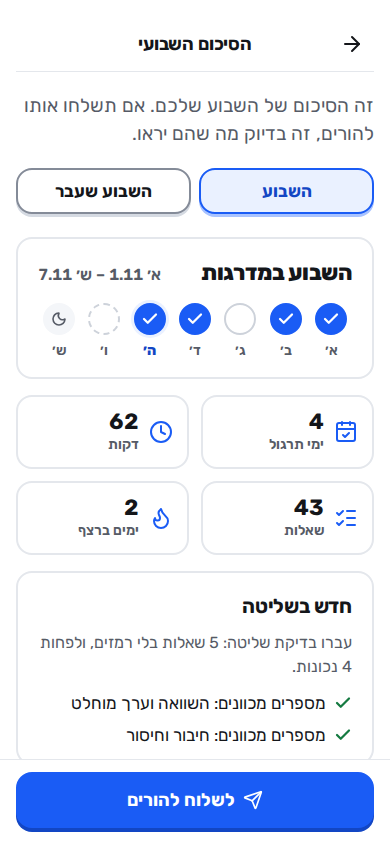 הסיכום השבועי
זה הסיכום של השבוע שלכם. אם תשלחו אותו
להורים, זה בדיוק מה שהם יראו.
השבוע
השבוע שעבר
השבוע במדרגות
א׳ 1.11 – ש׳ 7.11
א׳ ב׳ ג׳ ד׳ ה׳ ו׳ ש׳
4
ימי תרגול
62
דקות
43
שאלות
2
ימים ברצף
חדש בשליטה
עברו בדיקת שליטה: 5 שאלות בלי רמזים, ולפחות
4 נכונות.
מספרים מכוונים: השוואה וערך מוחלט
מספרים מכוונים: חיבור וחיסור
לשלוח להורים